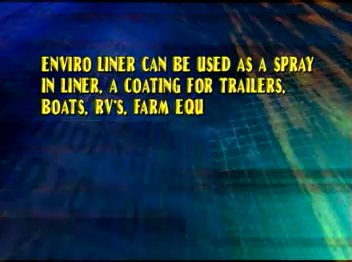 ENVIRO LINER CAN BE USED AS A SPRAY
IN LINER, A COATING FOR TRAILERS,
BOATS, RV'S, FARM EQU